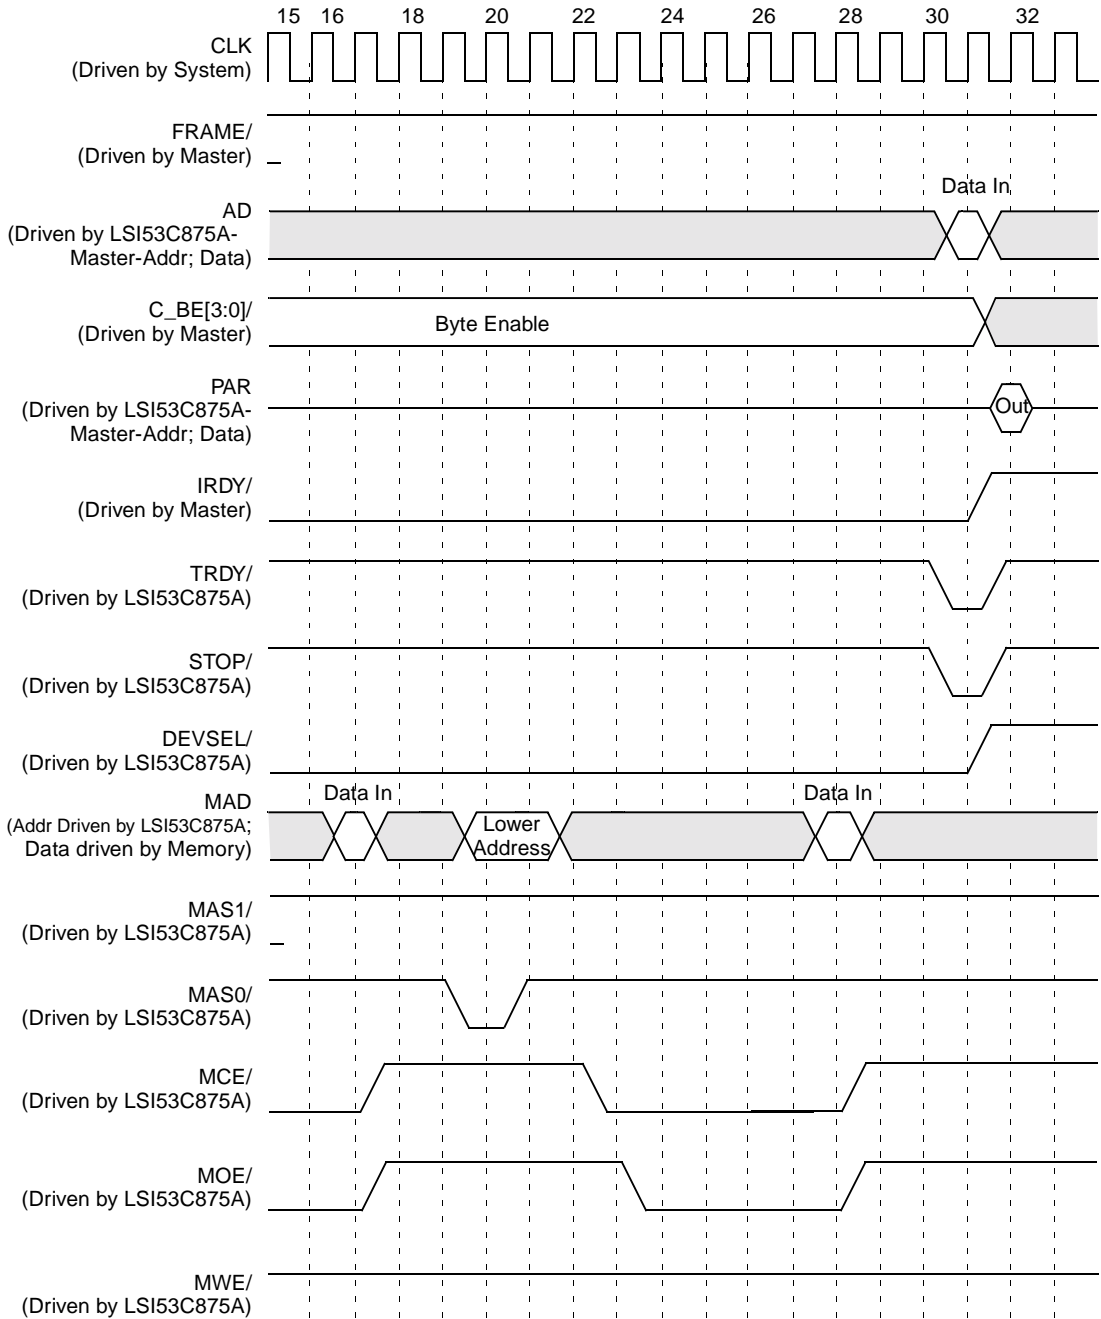 15 16 18 20 22 24 26 28 30 32
CLK
(Driven by System)
FRAME/
(Driven by Master)
Data In
AD
(Driven by LSI53C875A-
Master-Addr; Data)
C_BE[3:0]/
(Driven by Master)
Byte Enable
PAR
(Driven by LSI53C875A-
Master-Addr; Data)
Out
IRDY/
(Driven by Master)
TRDY/
(Driven by LSI53C875A)
STOP/
(Driven by LSI53C875A)
DEVSEL/
(Driven by LSI53C875A)
Data In
Data In
MAD
(Addr Driven by LSI53C875A;
Data driven by Memory)
Lower
Address
MAS1/
(Driven by LSI53C875A)
MAS0/
(Driven by LSI53C875A)
MCE/
(Driven by LSI53C875A)
MOE/
(Driven by LSI53C875A)
MWE/
(Driven by LSI53C875A)